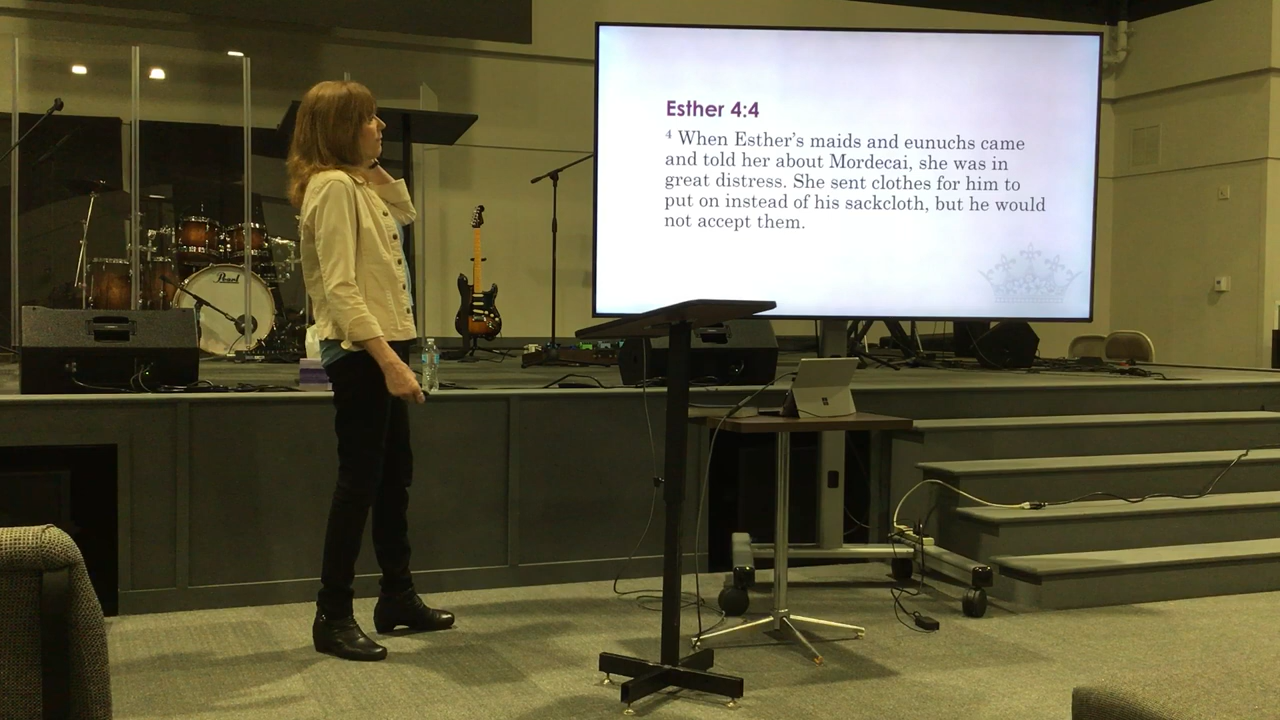 Esther 4:4
4 When Esther's maids and eunuchs came
and told her about Mordecai, she was in
great distress. She sent clothes for him to
put on instead of his sackcloth, but he would
not accept them.
Pearl